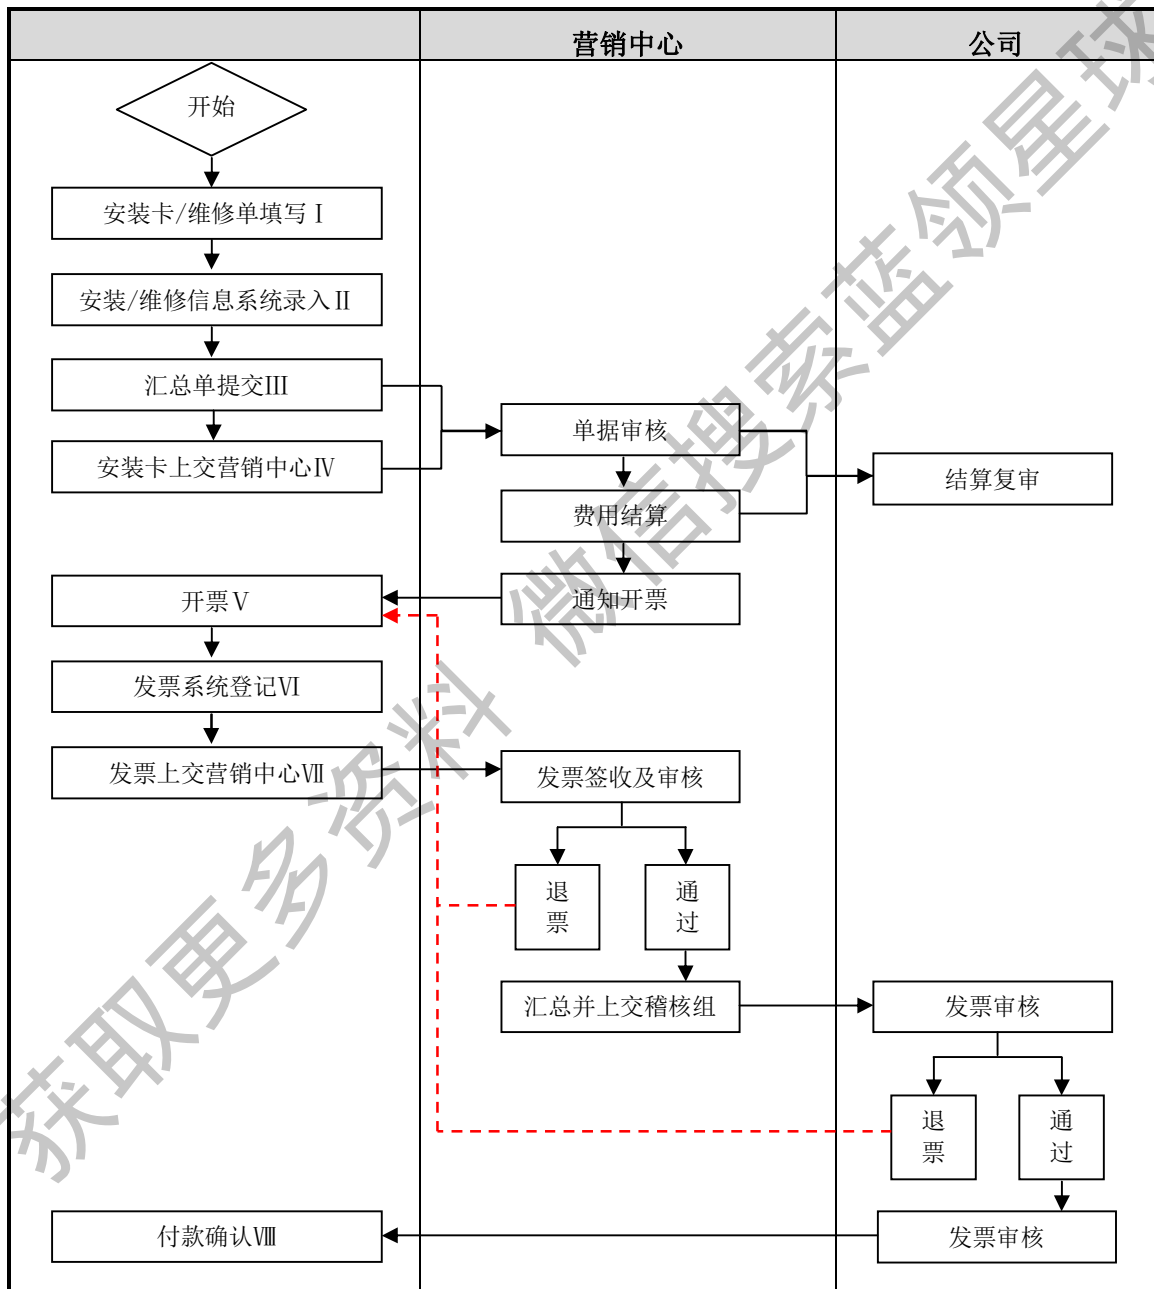 营销中心
公司
开始
安装卡/维修单填写Ⅰ
安装/维修信息系统录入Ⅱ
汇总单提交Ⅲ
安装卡上交营销中心Ⅳ
单据审核
费用结算
结算复审
通知开票
开票Ⅴ
发票系统登记Ⅵ
发票上交营销中心Ⅶ
发票签收及审核
退
票
通
过
汇总并上交稽核组
发票审核
退
票
通
过
发票审核
付款确认Ⅷ
获取更多资料 微信搜索蓝领星球